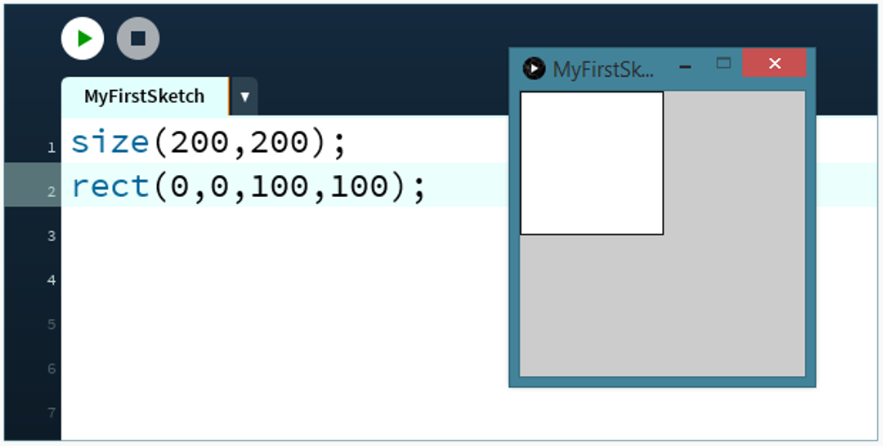 MyFirstSketch
MyFirstSk...
1 size(200,200);
2 rect(0,0,100,100);
3
4
5
6
7